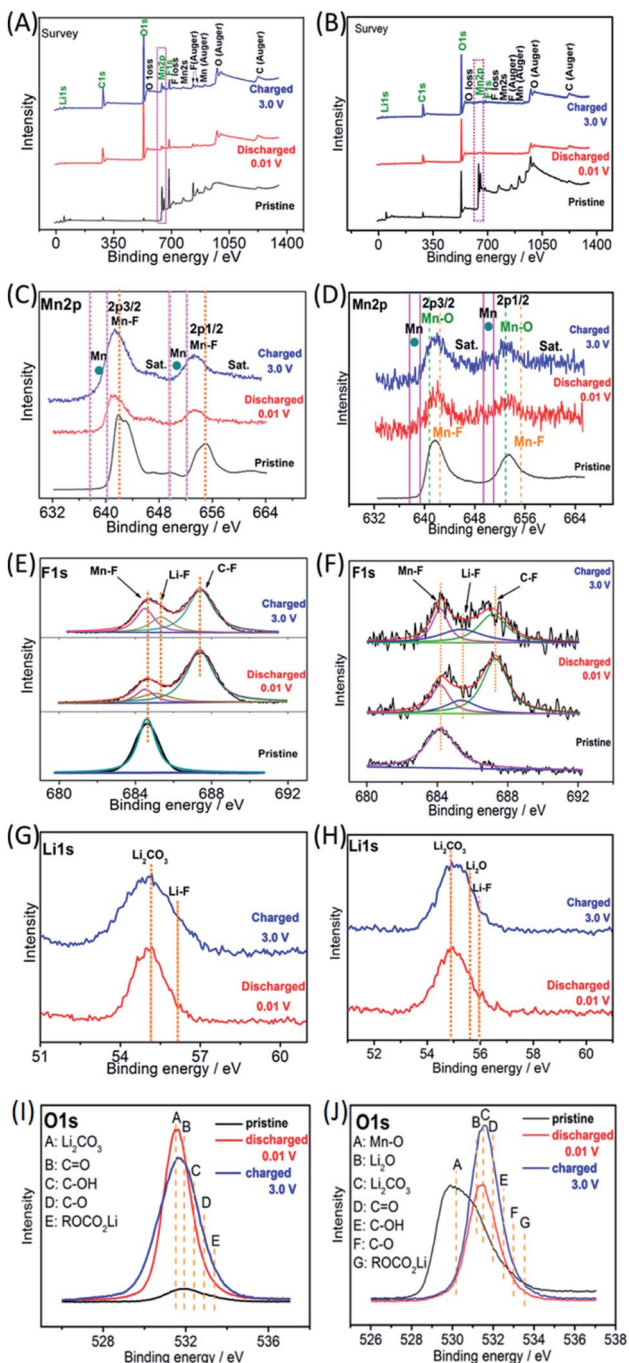 (A)
Survey
Li1s
C1s
O1s
O loss
Mn2p
F1s
F loss
Mn2s
F(Auger)
Mn (Auger)
O (Auger)
C (Auger)
Charged
3.0 V
Discharged
0.01 V
Pristine
Intensity
0 350 700 1050 1400
Binding energy / eV
(B)
Survey
Li1s
C1s
O1s
O loss
Mn2p
F1s
F loss
Mn2s
F (Auger)
Mn (Auger)
O (Auger)
C (Auger)
Charged
3.0 V
Discharged
0.01 V
Pristine
Intensity
0 350 700 1050 1400
Binding energy / eV
(C)
Mn2p
2p3/2
Mn-F
Mn
Sat.
2p1/2
Mn-F
Mn
Sat.
Charged
3.0 V
Discharged
0.01 V
Pristine
Intensity
632 640 648 656 664
Binding energy / eV
(D)
Mn2p
2p3/2
Mn
Mn-O
Sat.
2p1/2
Mn
Mn-O
Sat.
Charged
3.0 V
Discharged
0.01 V
Mn-F
Mn-F
Pristine
Intensity
632 640 648 656 664
Binding energy / eV
(E)
F1s
Mn-F
Li-F
C-F
Charged
3.0 V
Discharged
0.01 V
Pristine
Intensity
680 684 688 692
Binding energy / eV
(F)
F1s
Mn-F
Li-F
C-F
Charged
3.0 V
Discharged
0.01 V
Pristine
Intensity
680 684 688 692
Binding energy / eV
(G)
Li1s
Li₂CO₃
Li-F
Charged
3.0 V
Discharged
0.01 V
Intensity
51 54 57 60
Binding energy / eV
(H)
Li1s
Li₂CO₃
Li₂O
Li-F
Charged
3.0 V
Discharged
0.01 V
Intensity
52 54 56 58 60
Binding energy / eV
(I)
O1s
A: Li₂CO₃
B: C=O
C: C-OH
D: C-O
E: ROCO₂Li
A
B
C
D
E
pristine
discharged
0.01 V
charged
3.0 V
Intensity
528 532 536
Binding energy / eV
(J)
O1s
A: Mn-O
B: Li₂O
C: Li₂CO₃
D: C=O
E: C-OH
F: C-O
G: ROCO₂Li
A
B
C
D
E
F
G
pristine
discharged
0.01 V
charged
3.0 V
Intensity
526 528 530 532 534 536 538
Binding energy / eV